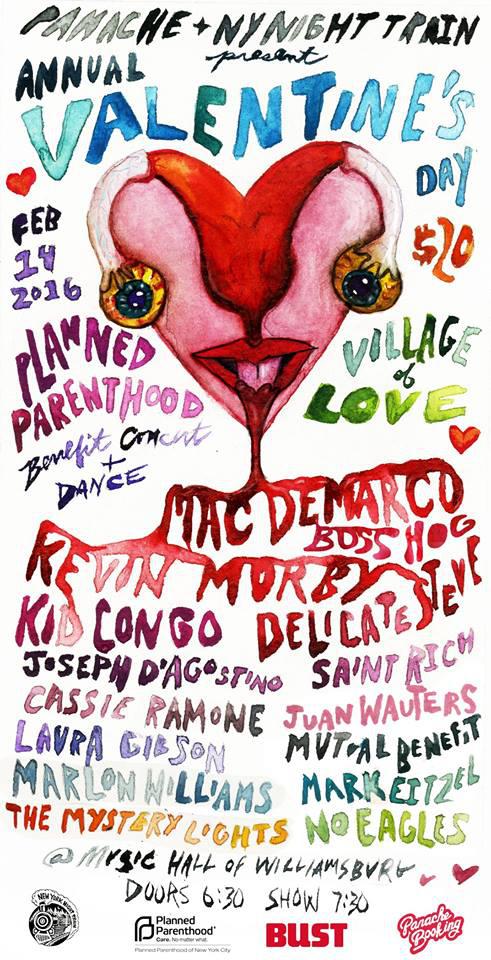 PANACHE + NY NIGHT TRAIN
present
ANNUAL
VALENTINE'S
DAY
FEB
14
2016
$20
PLANNED
PARENTHOOD
Benefit Concert
+
DANCE
VILLAGE
of
LOVE
MAC DEMARCO
BOSS HOG
KEVIN MORBY
DELICATE STEVE
KID CONGO
JOSEPH D'AGOSTINO
SAINT RICH
CASSIE RAMONE
JUAN WAUTERS
LAURA GIBSON
MUTUAL BENEFIT
MARLON WILLIAMS
MARK EITZEL
THE MYSTERY LIGHTS
NO EAGLES
@ MUSIC HALL OF WILLIAMSBURG
DOORS 6:30 SHOW 7:30
NEW YORK NIGHT TRAIN
Planned
Parenthood®
Care. No matter what.
Planned Parenthood of New York City
BUST
Panache
Booking